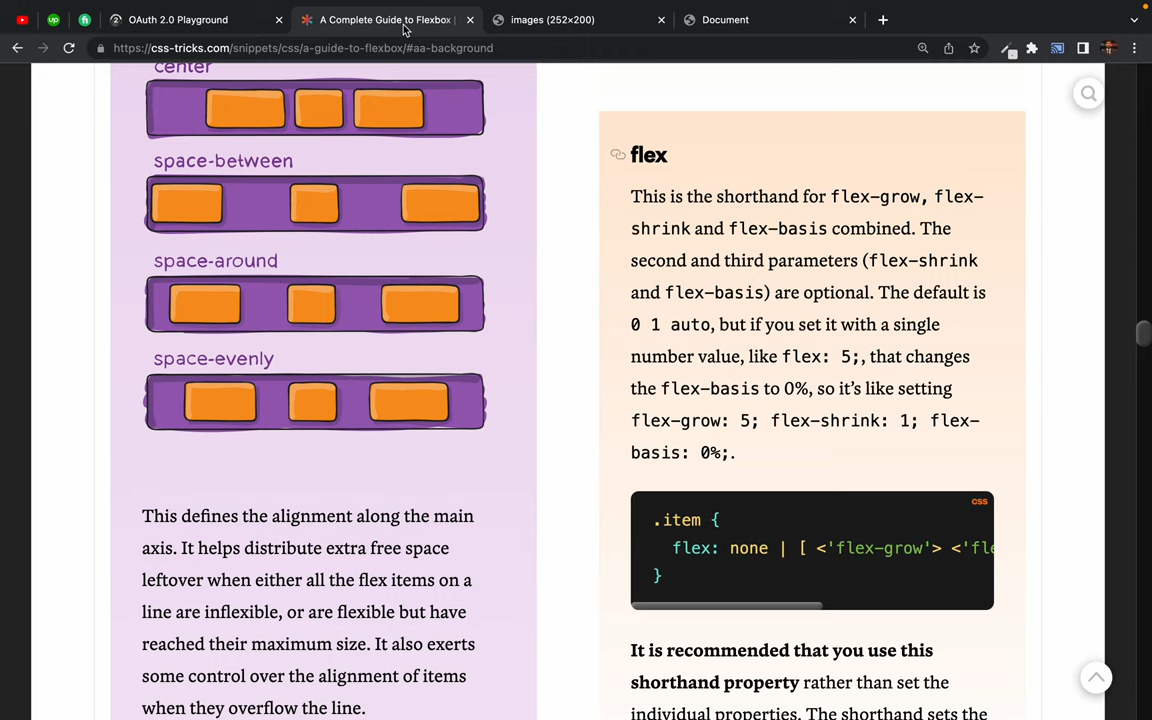 OAuth 2.0 Playground
A Complete Guide to Flexbox |
images (252×200)
Document
https://css-tricks.com/snippets/css/a-guide-to-flexbox/#aa-background
center
space-between
space-around
space-evenly
This defines the alignment along the main
axis. It helps distribute extra free space
leftover when either all the flex items on a
line are inflexible, or are flexible but have
reached their maximum size. It also exerts
some control over the alignment of items
when they overflow the line.
flex
This is the shorthand for flex-grow, flex-
shrink and flex-basis combined. The
second and third parameters (flex-shrink
and flex-basis) are optional. The default is
0 1 auto, but if you set it with a single
number value, like flex: 5;, that changes
the flex-basis to 0%, so it’s like setting
flex-grow: 5; flex-shrink: 1; flex-
basis: 0%;.
CSS
.item {
flex: none | [ <'flex-grow'> <'fle
}
It is recommended that you use this
shorthand property rather than set the
individual properties. The shorthand sets the